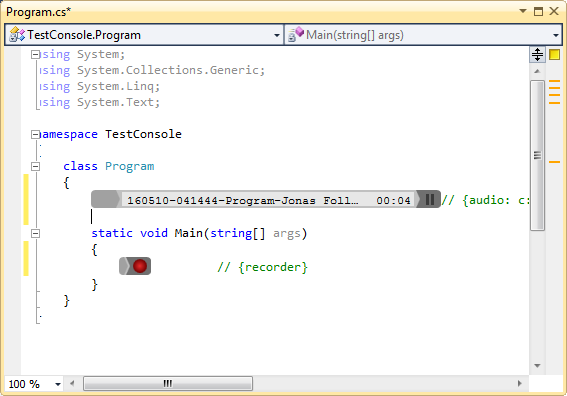 Program.cs*
TestConsole.Program Main(string[] args)
using System;
using System.Collections.Generic;
using System.Linq;
using System.Text;
namespace TestConsole
class Program
{
160510-041444-Program-Jonas Foll… 00:04 // {audio: c:
static void Main(string[] args)
{
// {recorder}
}
}
100 %